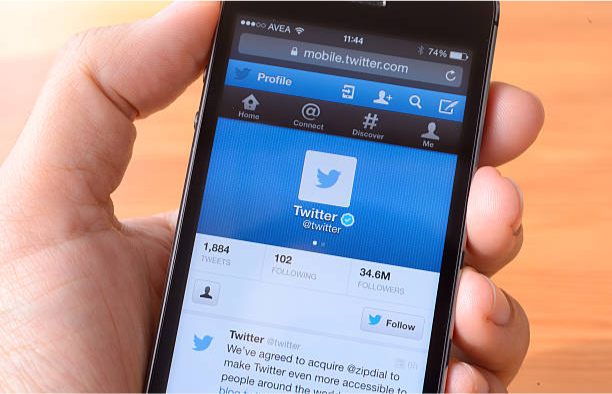 AVEA 11:44 74%
mobile.twitter.com
Profile
Home @ Connect # Discover Me
Twitter
@twitter
1,884 102 34.6M
TWEETS FOLLOWING FOLLOWERS
Follow
Twitter @twitter
We've agreed to acquire @zipdial to
make Twitter even more accessible to
people around the world